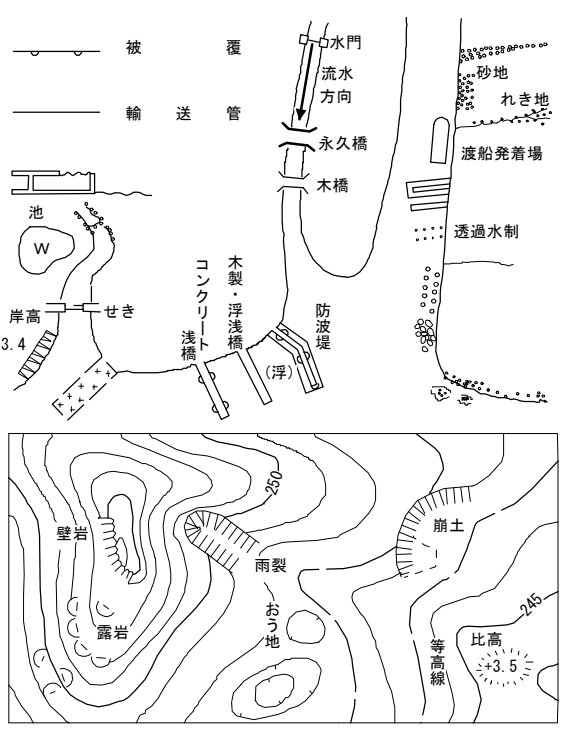 被覆
輸送管
水門
流水
方向
永久橋
木橋
砂地
れき地
渡船発着場
透過水制
池
W
せき
岸高
3.4
コンクリート
浅橋
木製・浮浅橋
防波堤
(浮)
250
壁岩
露岩
雨裂
おう地
崩土
等高線
245
比高
+3.5